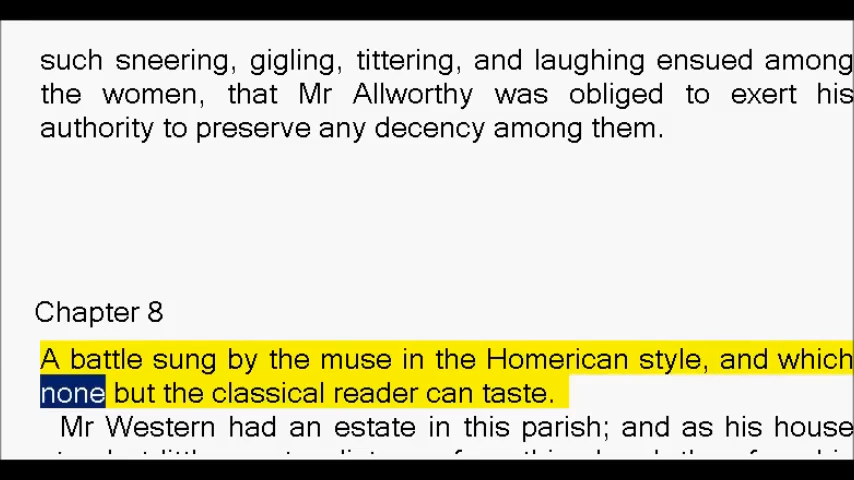 such sneering, gigling, tittering, and laughing ensued among
the women, that Mr Allworthy was obliged to exert his
authority to preserve any decency among them.
Chapter 8
A battle sung by the muse in the Homerican style, and which
none but the classical reader can taste.
Mr Western had an estate in this parish; and as his house